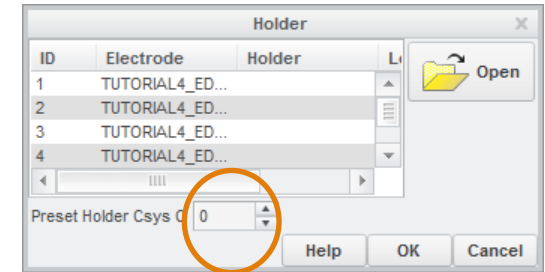 Holder
ID Electrode Holder L
1 TUTORIAL4_ED...
2 TUTORIAL4_ED...
3 TUTORIAL4_ED...
4 TUTORIAL4_ED...
Open
Preset Holder Csys 0
Help OK Cancel